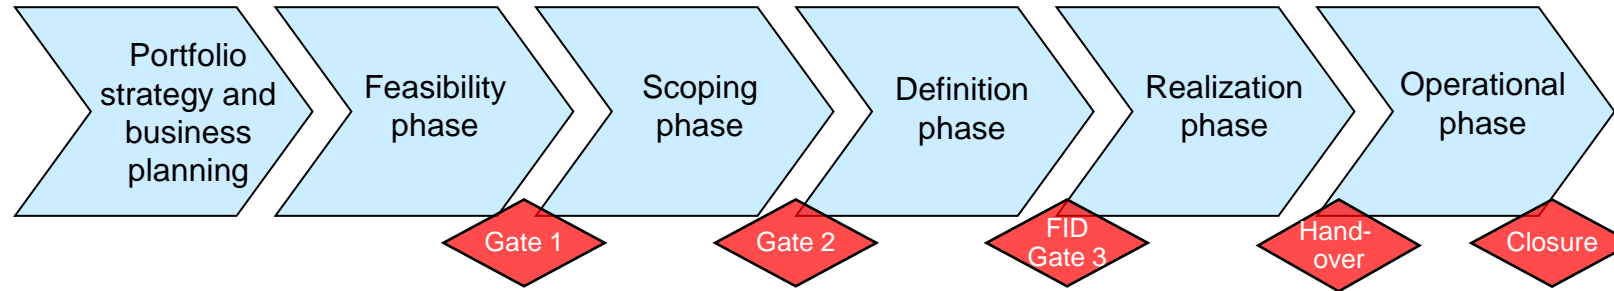 Portfolio
strategy and
business
planning
Feasibility
phase
Scoping
phase
Definition
phase
Realization
phase
Operational
phase
Gate 1
Gate 2
FID
Gate 3
Hand-
over
Closure